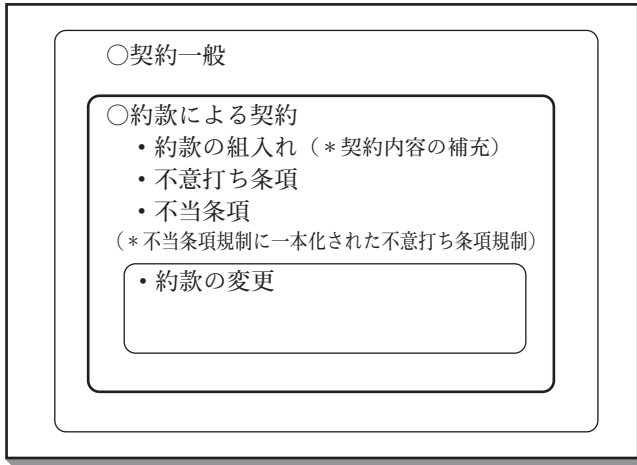 ○契約一般
○約款による契約
・約款の組入れ（＊契約内容の補充）
・不意打ち条項
・不当条項
（＊不当条項規制に一本化された不意打ち条項規制）
・約款の変更